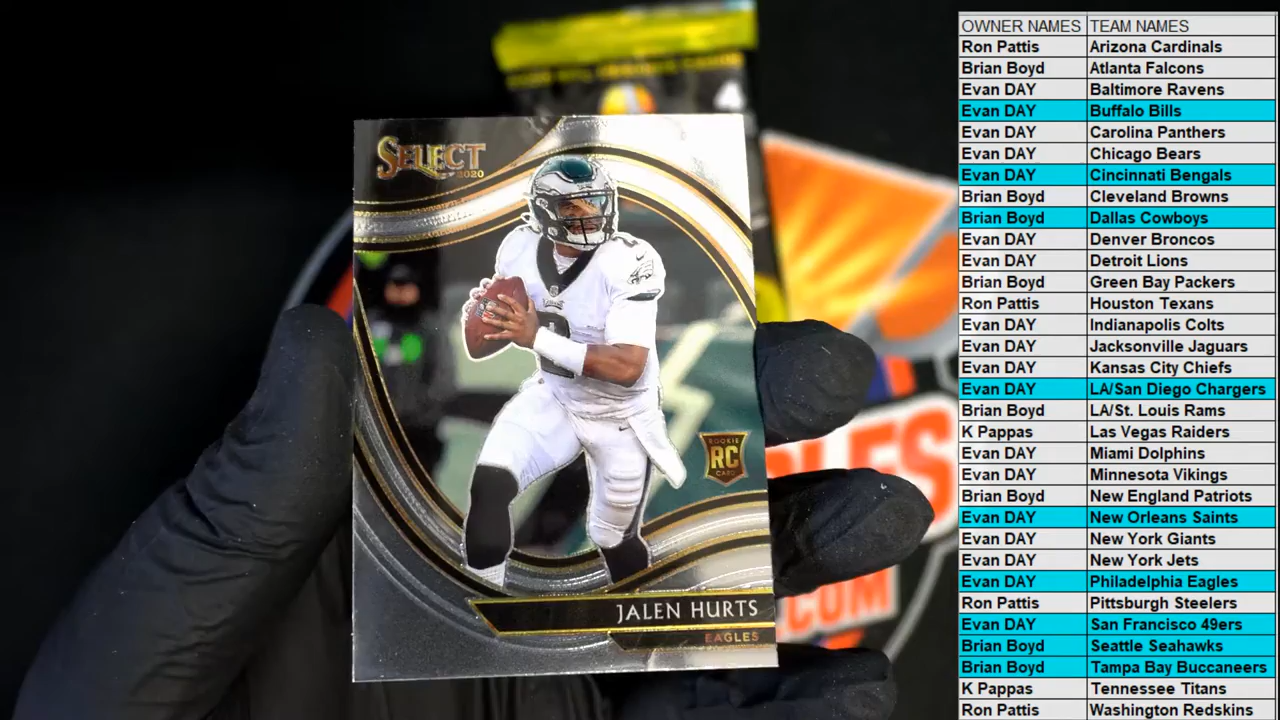 SELECT
2020
4
ROOKIE
RC
CARD
JALEN HURTS
EAGLES
.COM
OWNER NAMES TEAM NAMES
Ron Pattis Arizona Cardinals
Brian Boyd Atlanta Falcons
Evan DAY Baltimore Ravens
Evan DAY Buffalo Bills
Evan DAY Carolina Panthers
Evan DAY Chicago Bears
Evan DAY Cincinnati Bengals
Brian Boyd Cleveland Browns
Brian Boyd Dallas Cowboys
Evan DAY Denver Broncos
Evan DAY Detroit Lions
Brian Boyd Green Bay Packers
Ron Pattis Houston Texans
Evan DAY Indianapolis Colts
Evan DAY Jacksonville Jaguars
Evan DAY Kansas City Chiefs
Evan DAY LA/San Diego Chargers
Brian Boyd LA/St. Louis Rams
K Pappas Las Vegas Raiders
Evan DAY Miami Dolphins
Evan DAY Minnesota Vikings
Brian Boyd New England Patriots
Evan DAY New Orleans Saints
Evan DAY New York Giants
Evan DAY New York Jets
Evan DAY Philadelphia Eagles
Ron Pattis Pittsburgh Steelers
Evan DAY San Francisco 49ers
Brian Boyd Seattle Seahawks
Brian Boyd Tampa Bay Buccaneers
K Pappas Tennessee Titans
Ron Pattis Washington Redskins